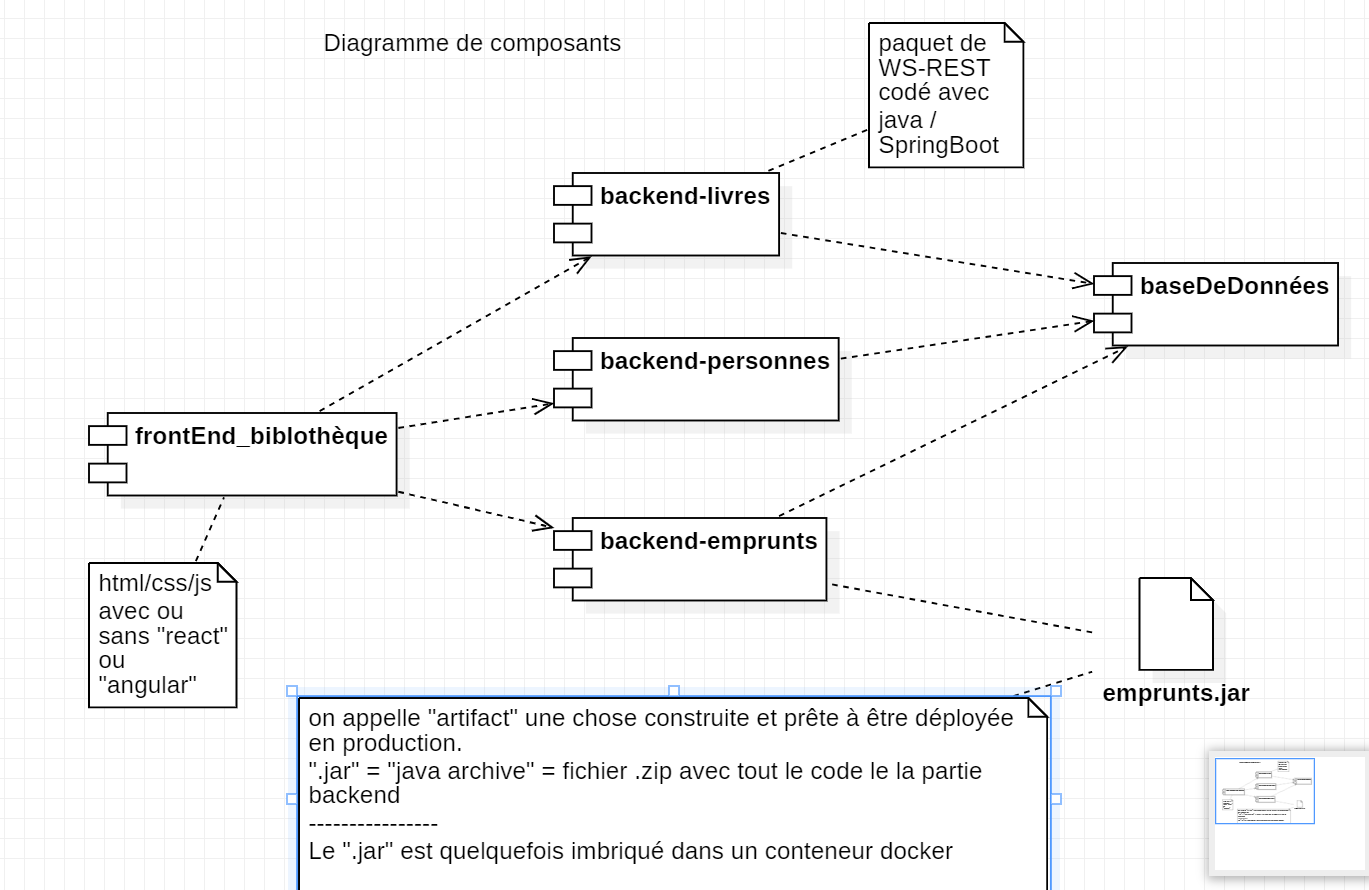 Diagramme de composants
paquet de
WS-REST
codé avec
java /
SpringBoot
backend-livres
baseDeDonnées
backend-personnes
frontEnd_biblothèque
backend-emprunts
html/css/js
avec ou
sans "react"
ou
"angular"
emprunts.jar
on appelle "artifact" une chose construite et prête à être déployée
en production.
".jar" = "java archive" = fichier .zip avec tout le code le la partie
backend
----------------
Le ".jar" est quelquefois imbriqué dans un conteneur docker